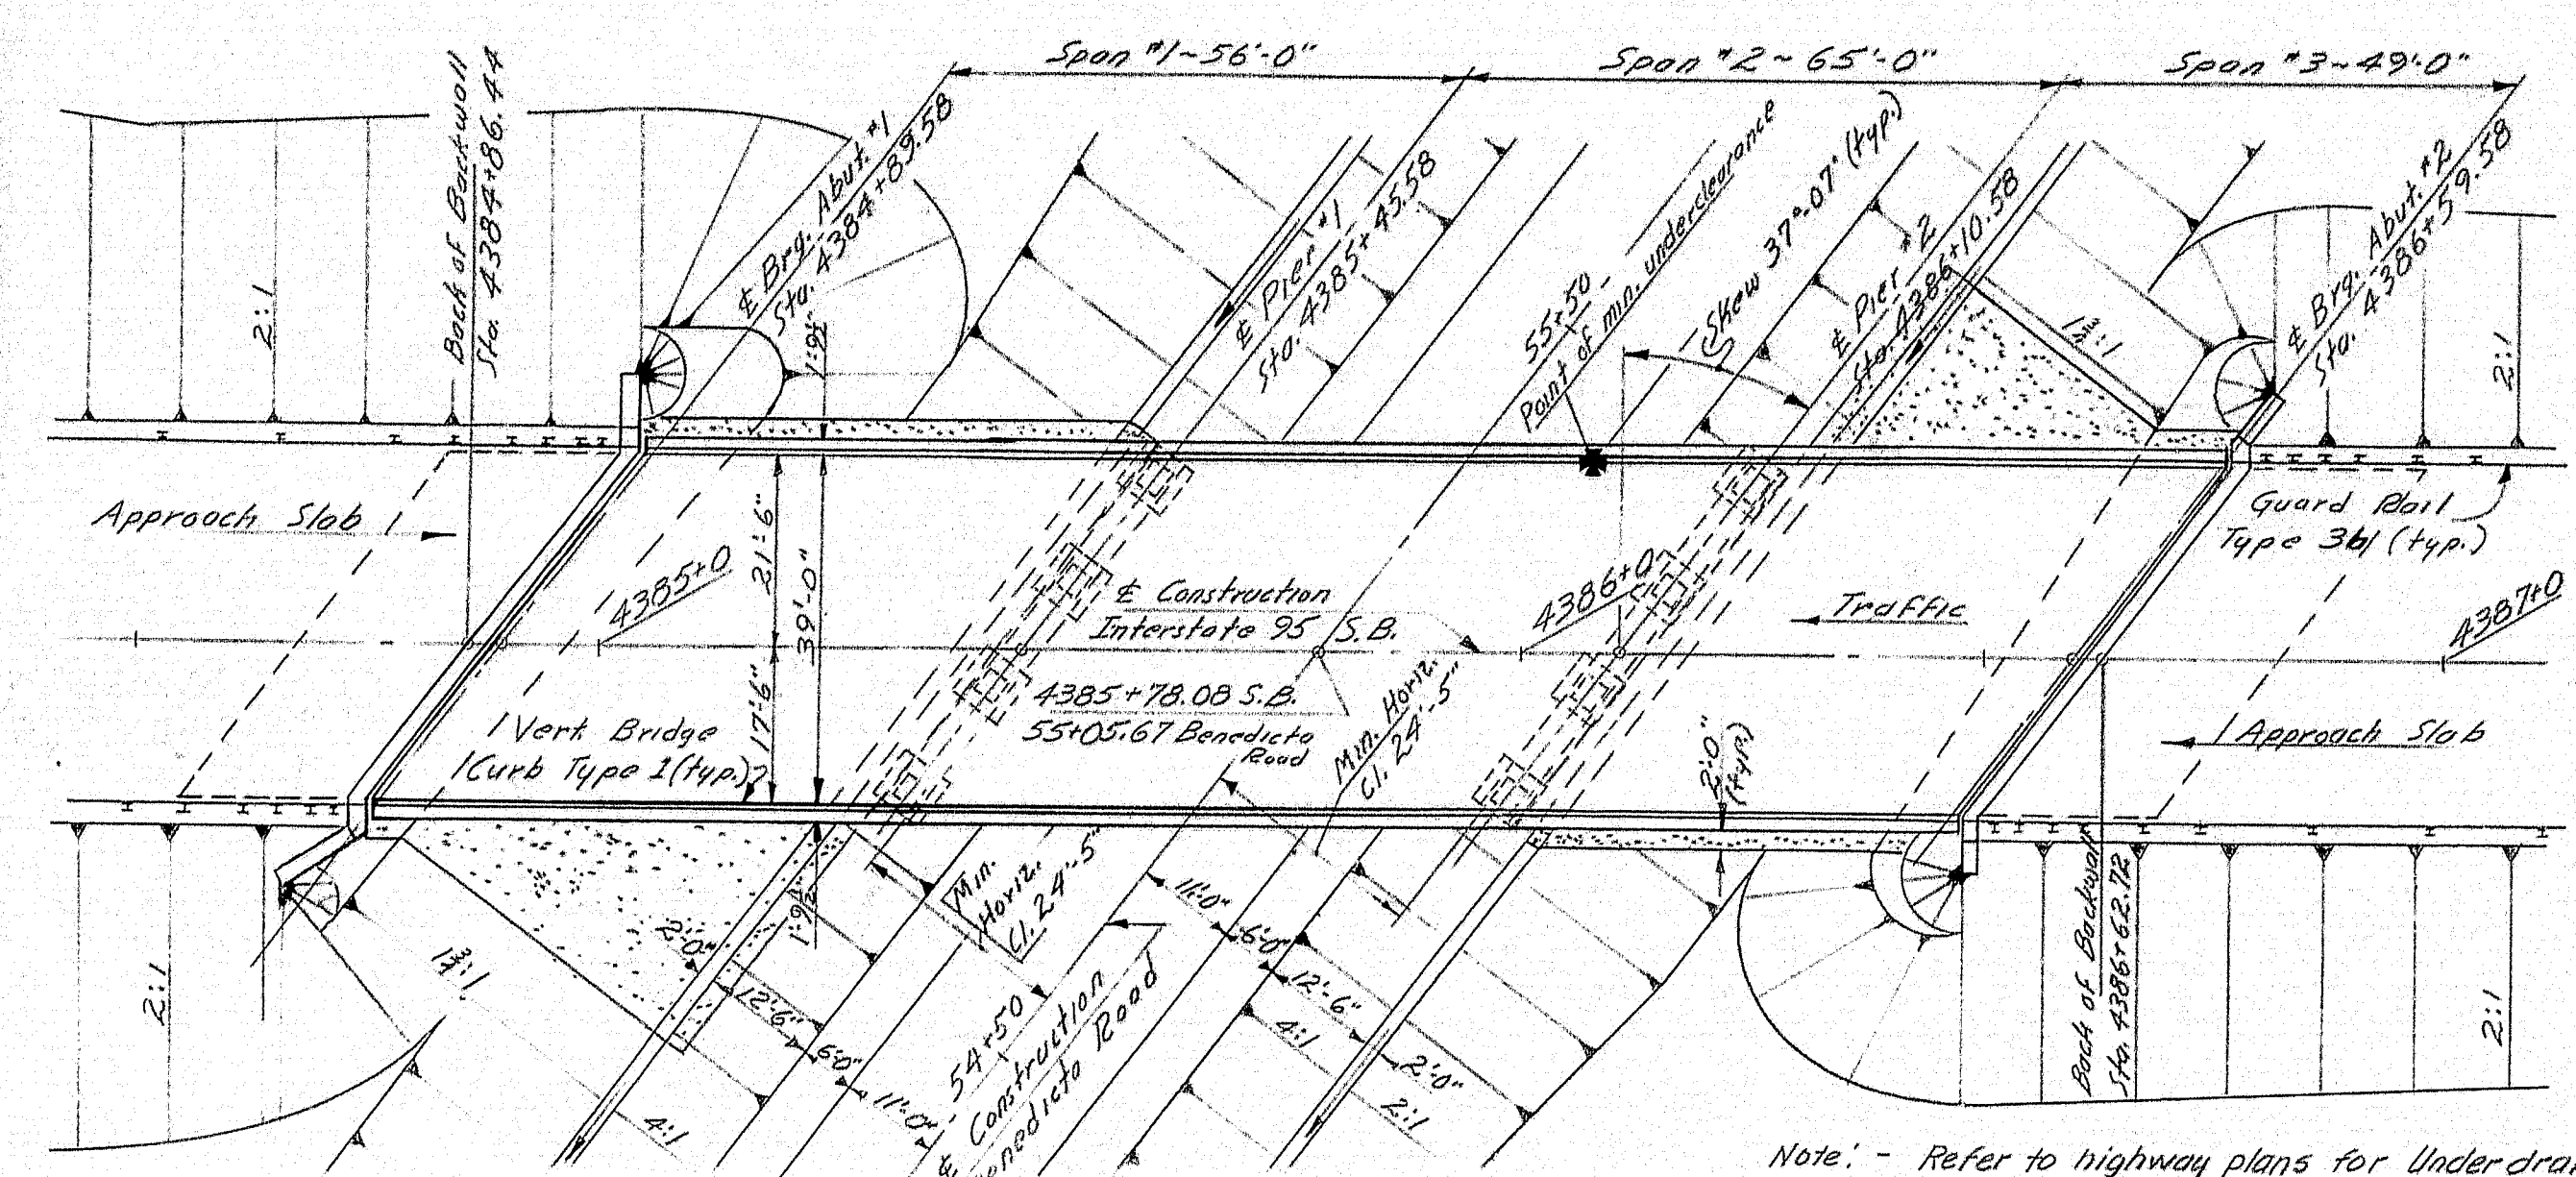 Span #1~56'-0"
Span #2~65'-0"
Span #3~49'-0"
Back of Backwall
Sta. 4384+86.44
℄ Brg. Abut. #1
Sta. 4384+89.58
℄ Pier #1
Sta. 4385+45.58
55+50
Point of min. underclearance
Skew 37°-07' (typ.)
℄ Pier #2
Sta. 4386+10.58
℄ Brg. Abut. #2
Sta. 4386+59.58
2:1
1'-9½"
1¾:1
2:1
Approach Slab
21'-6"
39'-0"
4385+0
℄ Construction
Interstate 95 S.B.
4386+0
Traffic
Guard Rail
Type 3b1 (typ.)
4387+0
Vert. Bridge
Curb Type 1 (typ.)
17'-6"
4385+78.08 S.B.
55+05.67 Benedicta
Road
Min. Horiz.
Cl. 24'-5"
2'-0"
(typ.)
Approach Slab
2:1
1¾:1
2'-0"
1'-9½"
12'-6"
6'-0"
11'-0"
4:1
Min.
Horiz.
Cl. 24'-5"
54+50
℄ Construction
Benedicta Road
11'-0"
6'-0"
12'-6"
4:1
2'-0"
2:1
Back of Backwall
Sta. 4386+62.72
2:1
Note:- Refer to highway plans for Underdra